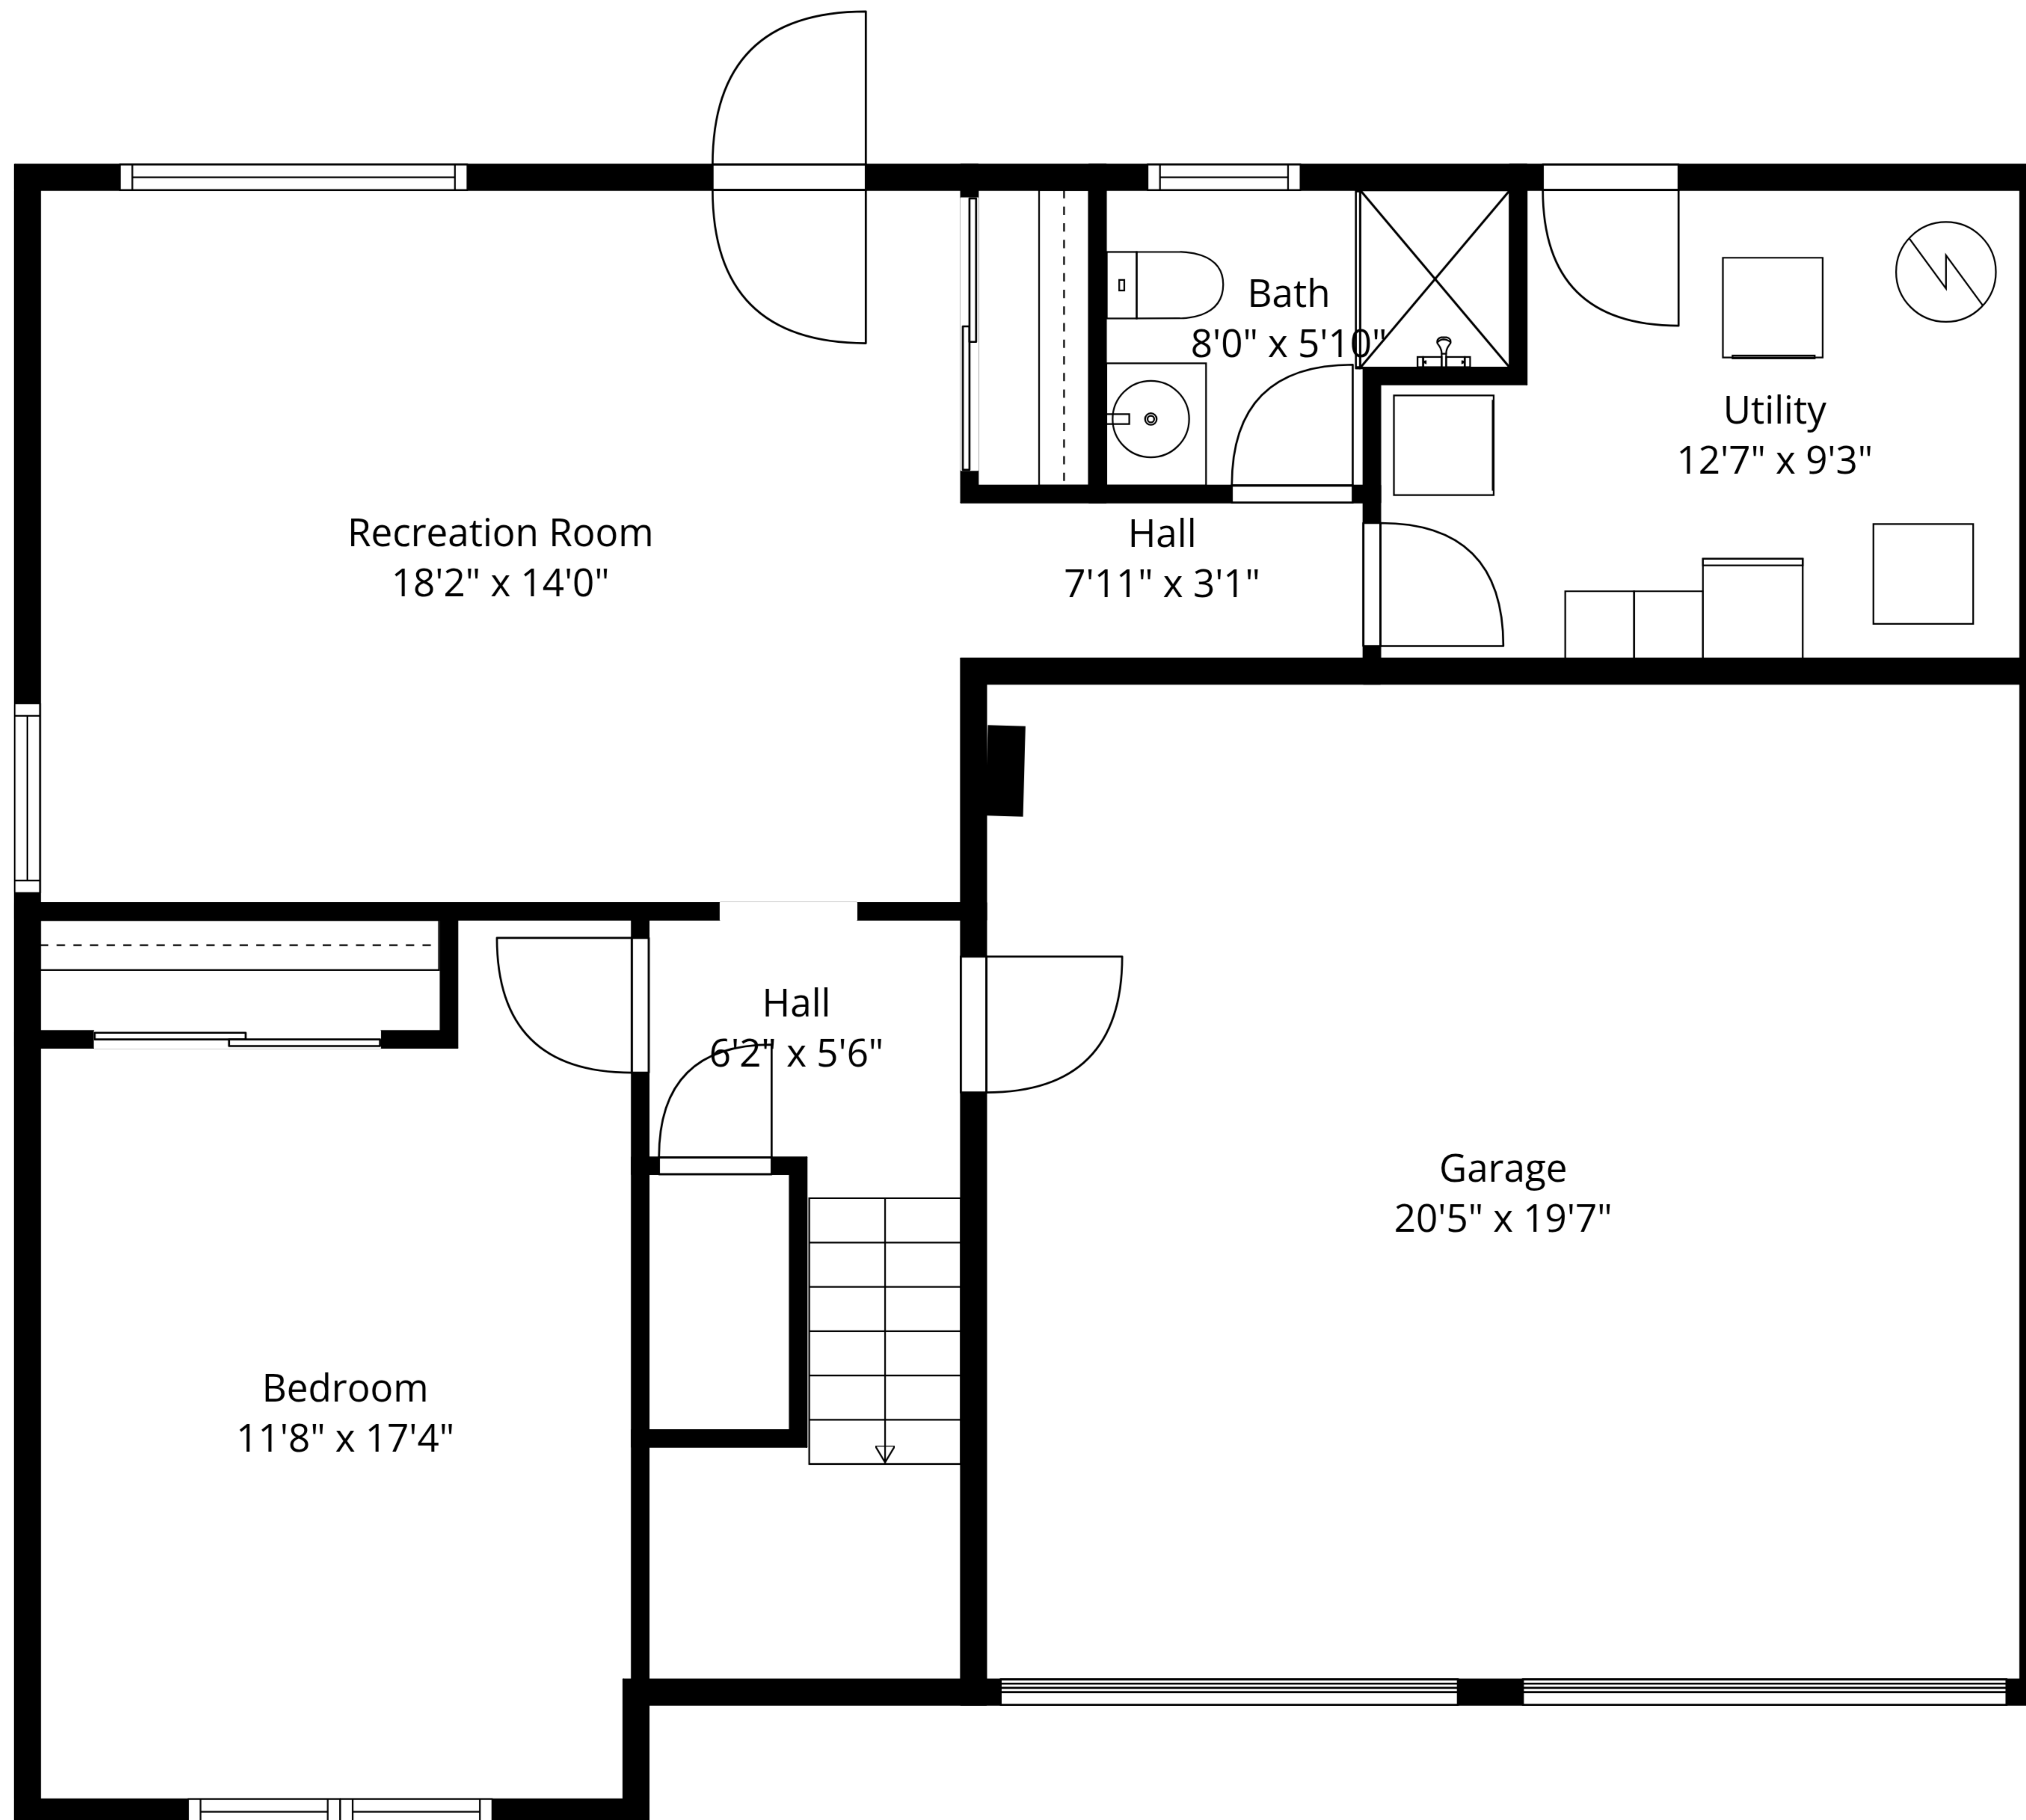 Bath
8'0" x 5'10"
Utility
12'7" x 9'3"
Recreation Room
18'2" x 14'0"
Hall
7'11" x 3'1"
Hall
6'2" x 5'6"
Garage
20'5" x 19'7"
Bedroom
11'8" x 17'4"